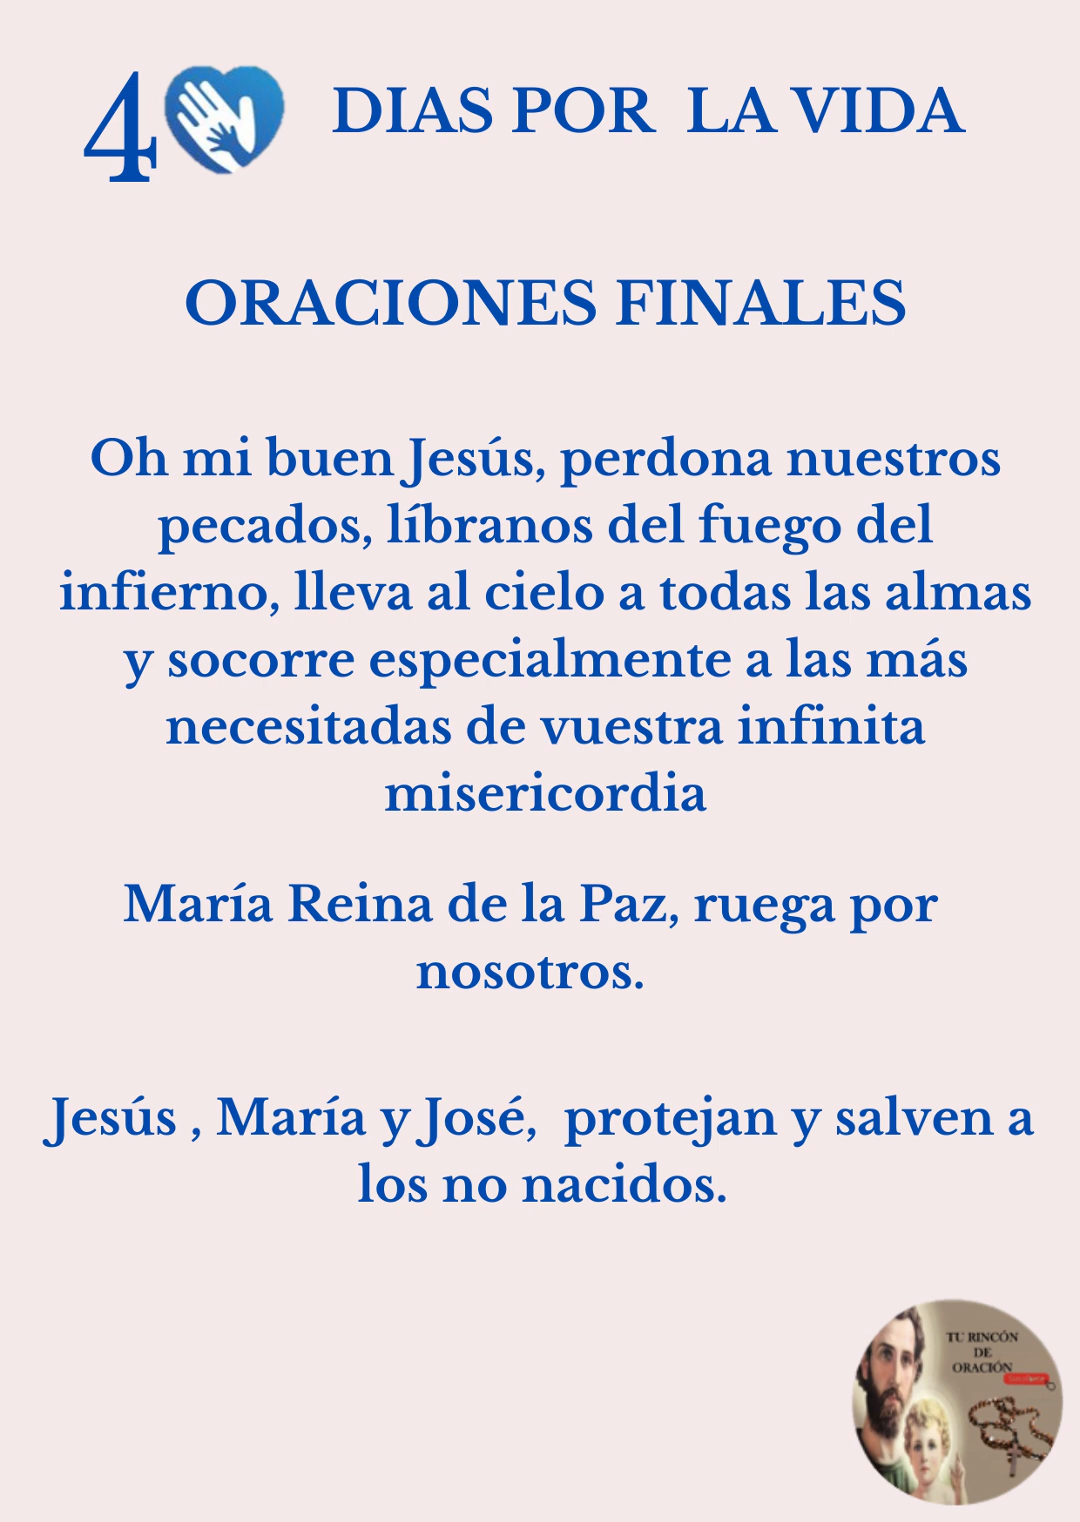 4 DIAS POR LA VIDA
ORACIONES FINALES
Oh mi buen Jesús, perdona nuestros
pecados, líbranos del fuego del
infierno, lleva al cielo a todas las almas
y socorre especialmente a las más
necesitadas de vuestra infinita
misericordia
María Reina de la Paz, ruega por
nosotros.
Jesús , María y José, protejan y salven a
los no nacidos.
TU RINCÓN
DE
ORACIÓN